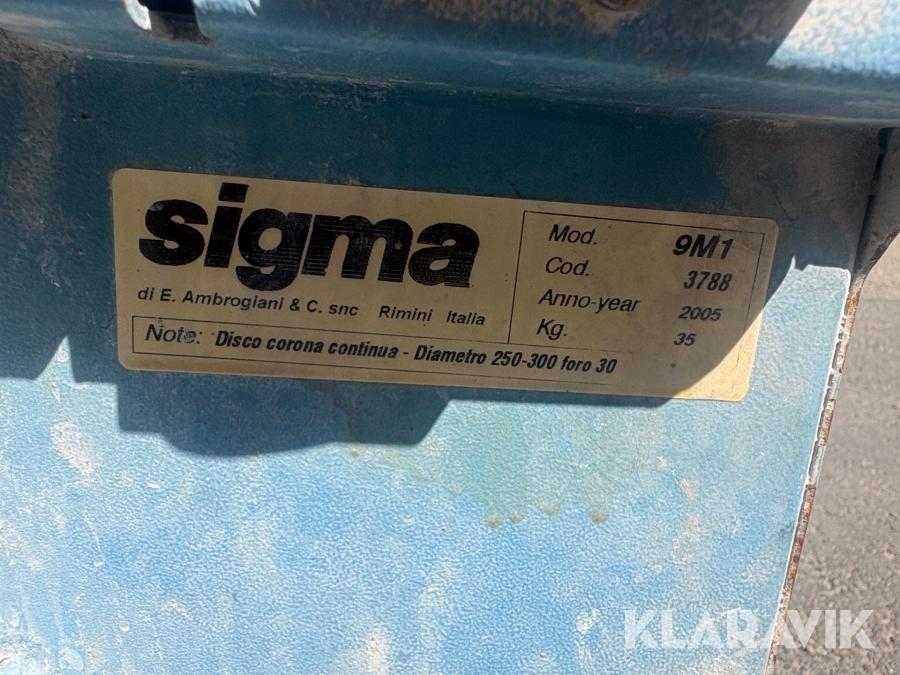 sigma
di E. Ambrogiani & C. snc Rimini Italia
Mod. 9M1
Cod. 3788
Anno-year 2005
Kg. 35
Note: Disco corona continua - Diametro 250-300 foro 30
KLARAVIK